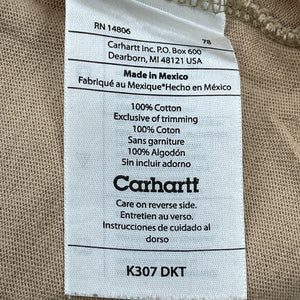 RN 14806
78
Carhartt Inc. P.O. Box 600
Dearborn, MI 48121 USA
Made in Mexico
Fabriqué au Mexique*Hecho en México
100% Cotton
Exclusive of trimming
100% Coton
Sans garniture
100% Algodón
Sin incluir adorno
Carhartt
Care on reverse side.
Entretien au verso.
Instrucciones de cuidado al
dorso
K307 DKT